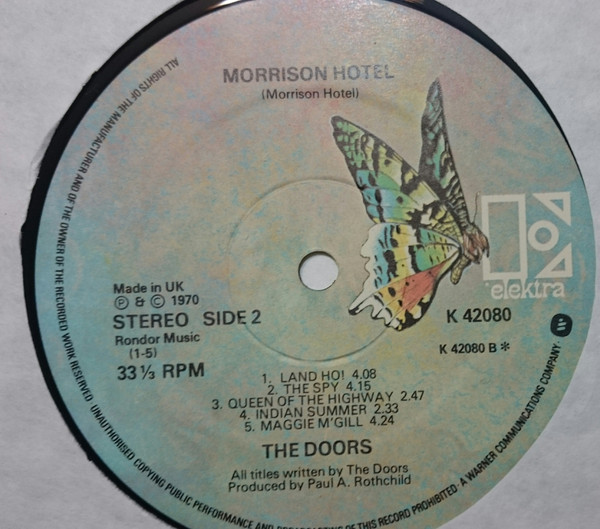 MORRISON HOTEL
(Morrison Hotel)
elektra
Made in UK
Ⓟ & © 1970
STEREO SIDE 2
Rondor Music
(1-5)
33⅓ RPM
K 42080
K 42080 B *
1. LAND HO! 4.08
2. THE SPY 4.15
3. QUEEN OF THE HIGHWAY 2.47
4. INDIAN SUMMER 2.33
5. MAGGIE M'GILL 4.24
THE DOORS
All titles written by The Doors
Produced by Paul A. Rothchild
ALL RIGHTS OF THE MANUFACTURER AND OF THE OWNER OF THE RECORDED WORK RESERVED · UNAUTHORISED COPYING PUBLIC PERFORMANCE AND BROADCASTING OF THIS RECORD PROHIBITED · A WARNER COMMUNICATIONS COMPANY